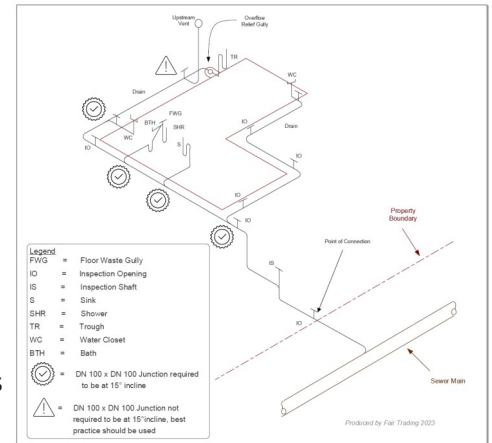 Upstream
Vent
Overflow
Relief Gully
TR
WC
Drain
FWG
BTH
SHR
WC
S
IO
IO
Drain
IO
IO
IO
IS
Property
Boundary
Point of Connection
IO
Sewer Main
Legend
FWG = Floor Waste Gully
IO = Inspection Opening
IS = Inspection Shaft
S = Sink
SHR = Shower
TR = Trough
WC = Water Closet
BTH = Bath
= DN 100 x DN 100 Junction required
to be at 15° incline
= DN 100 x DN 100 Junction not
required to be at 15°incline, best
practice should be used
Produced by Fair Trading 2023